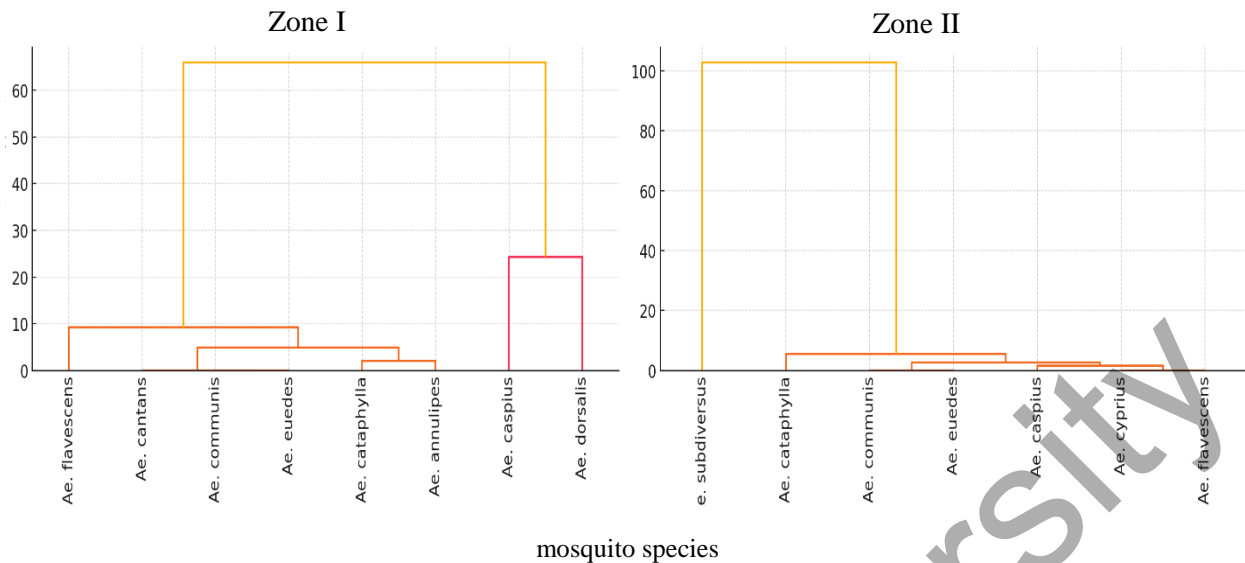 Zone I
60
50
40
30
20
10
0
Ae. flavescens
Ae. cantans
Ae. communis
Ae. euedes
Ae. cataphylla
Ae. annulipes
Ae. caspius
Ae. dorsalis
Zone II
100
80
60
40
20
0
e. subdiversus
Ae. cataphylla
Ae. communis
Ae. euedes
Ae. caspius
Ae. cyprius
Ae. flavescens
mosquito species
rsity